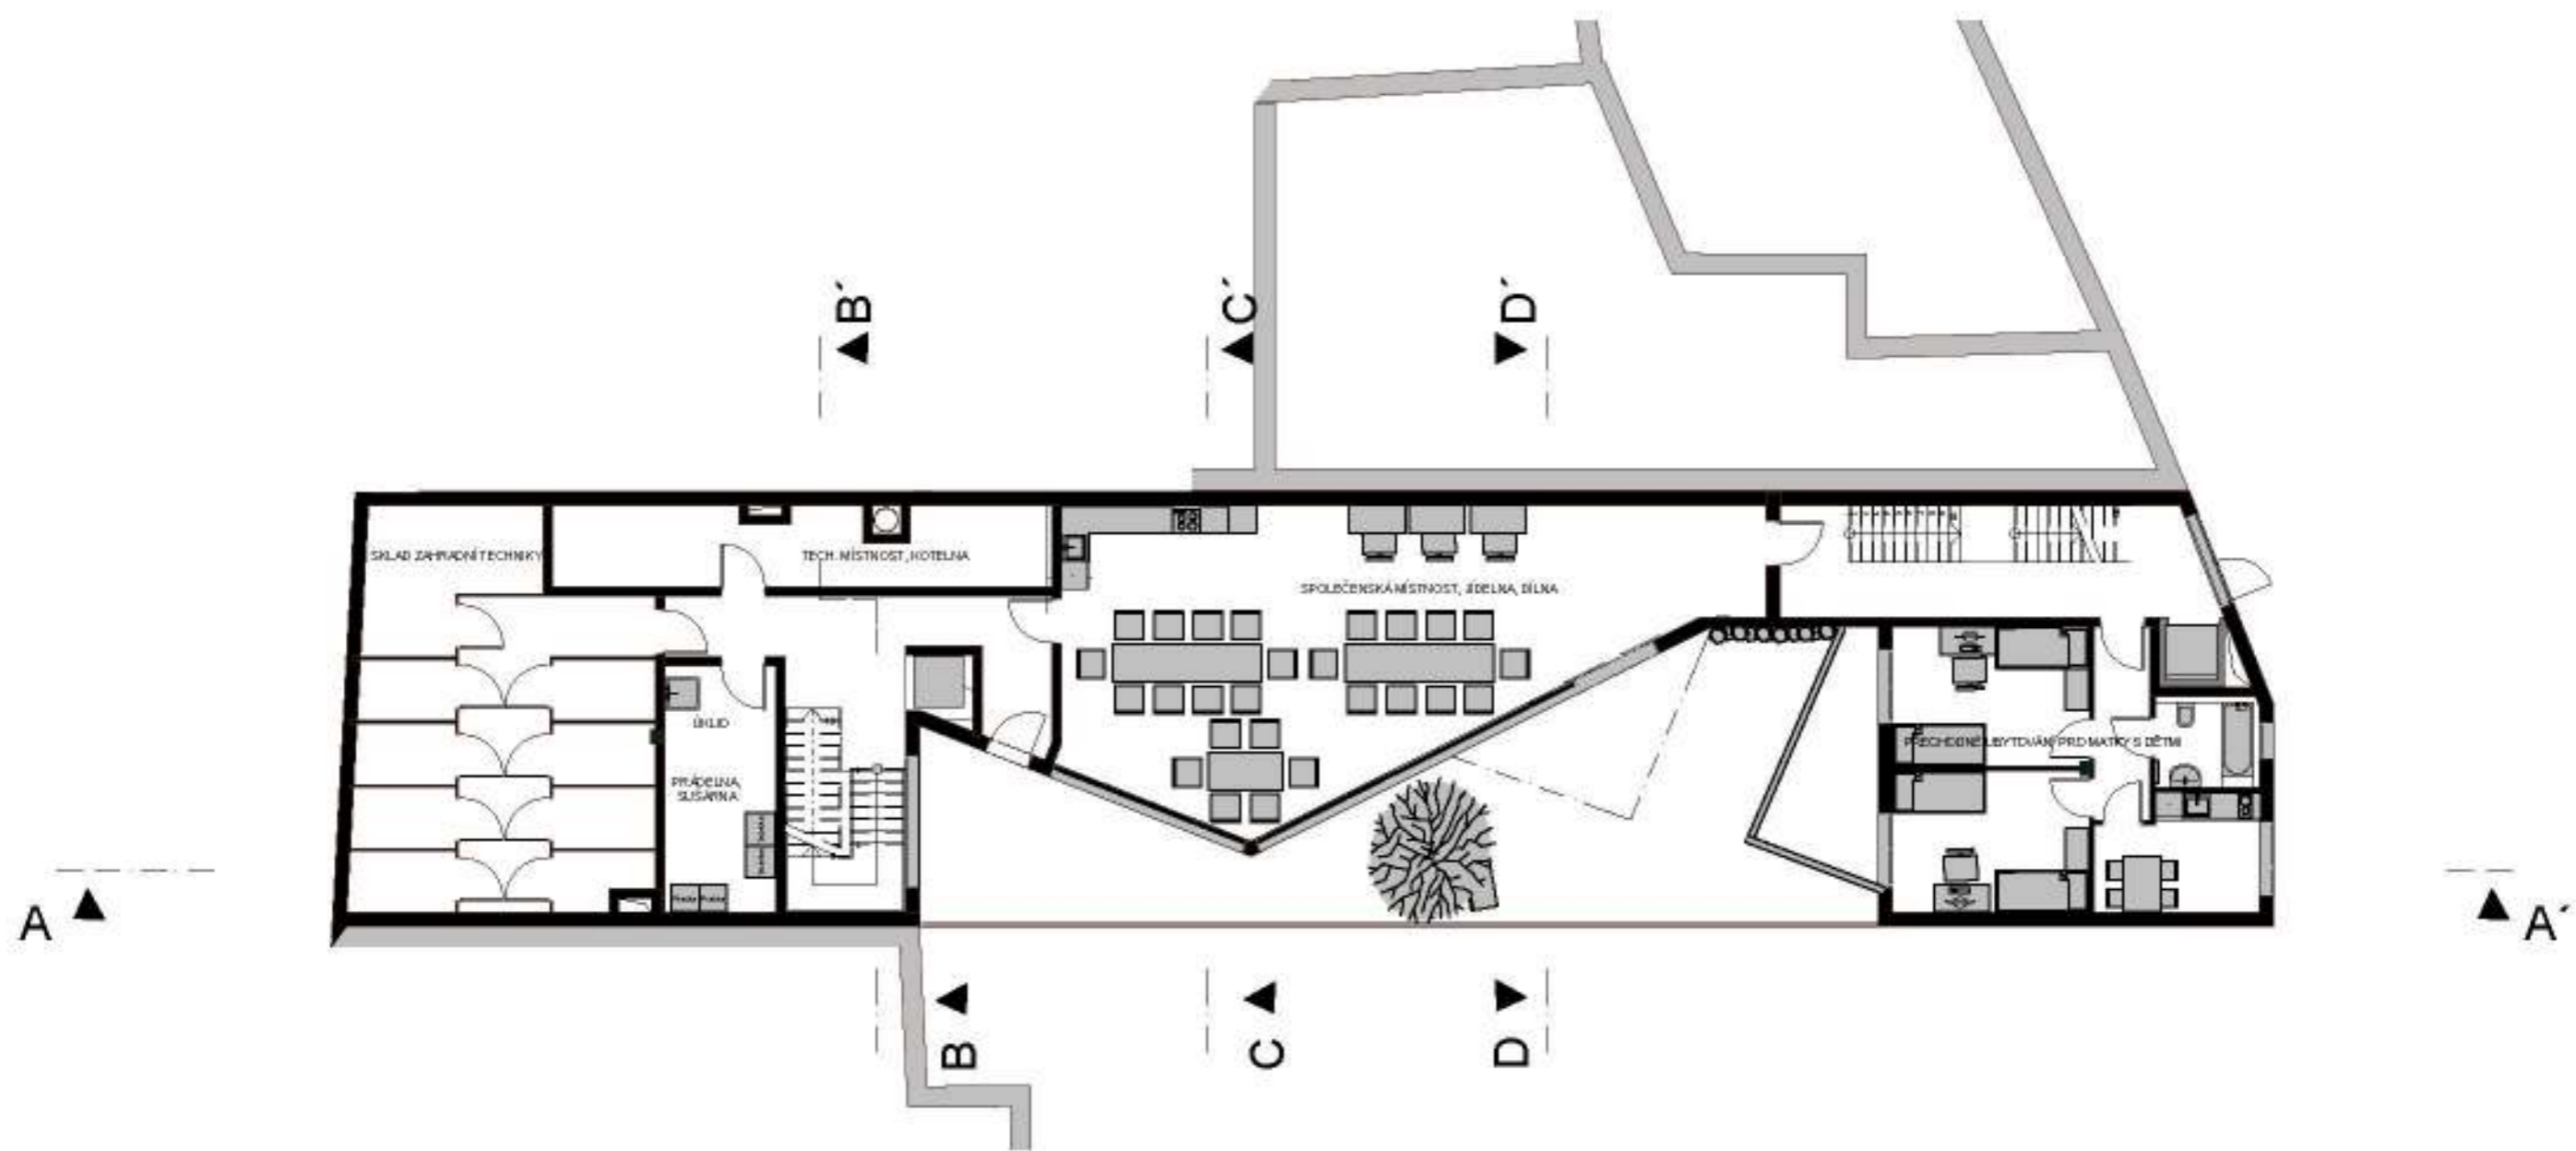 B´
C´
D´
SKLAD ZAHRADNÍ TECHNIKY
TECH. MÍSTNOST, KOTELNA
SPOLEČENSKÁ MÍSTNOST, JÍDELNA, DÍLNA
ÚKLID
PŘECHODNÉ UBYTOVÁNÍ PRO MATKY S DĚTMI
PRÁDELNA,
SUŠÁRNA
A
A´
B
C
D